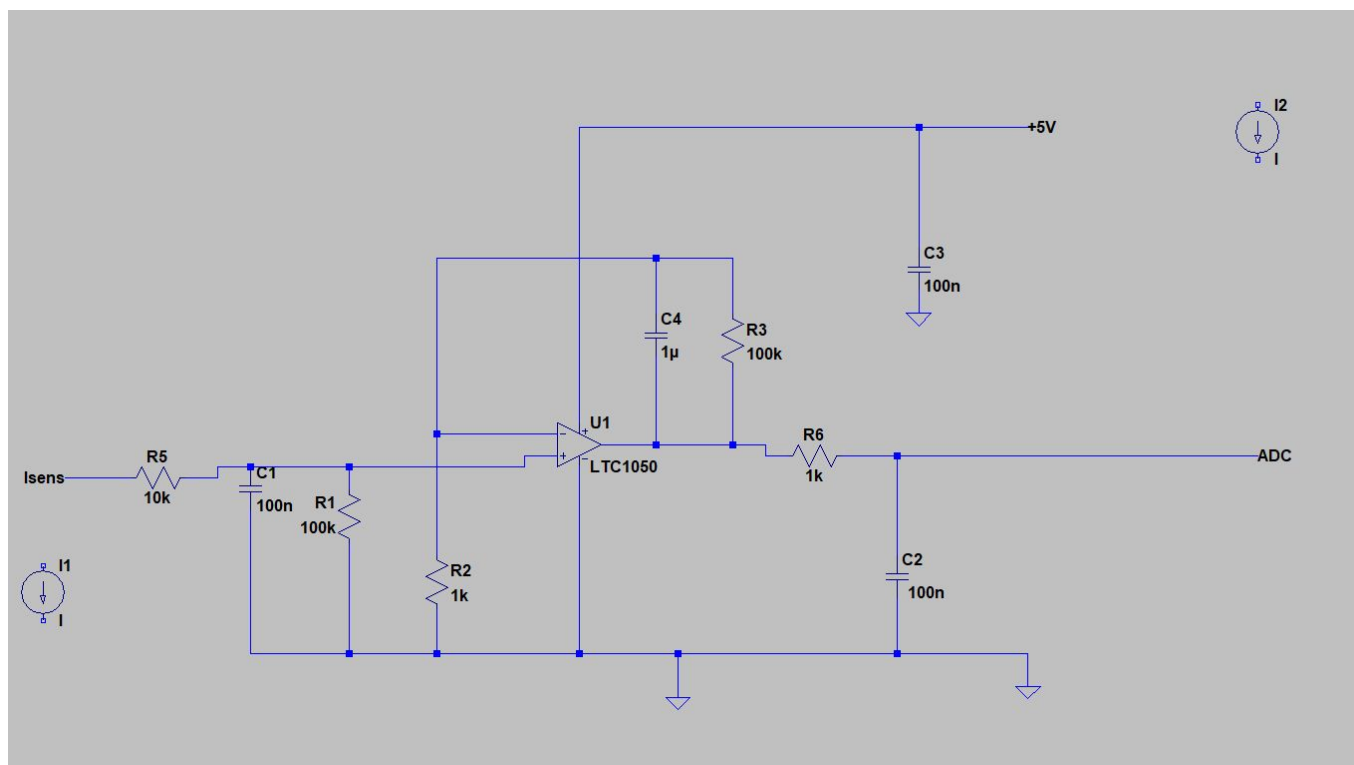 I2
I
+5V
C3
100n
C4
1µ
R3
100k
U1
LTC1050
R6
1k
ADC
R5
10k
Isens
C1
100n
R1
100k
C2
100n
I1
I
R2
1k